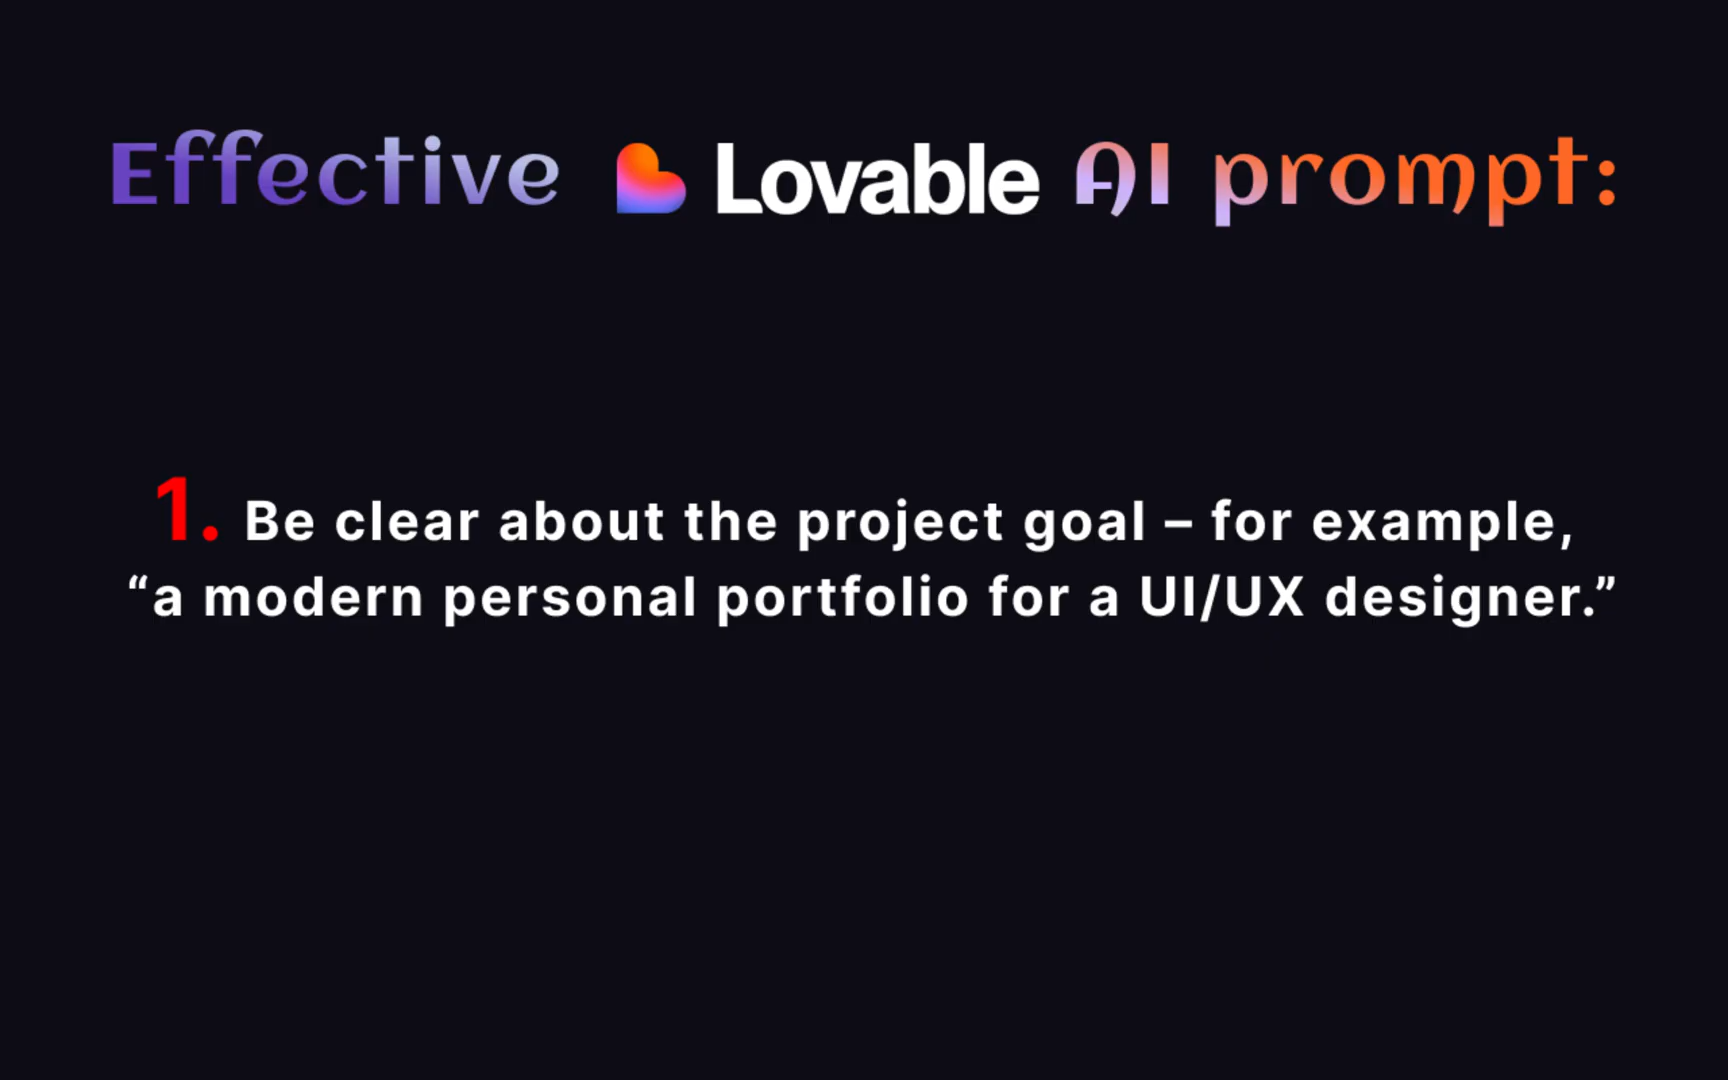 Effective Lovable AI prompt:
1. Be clear about the project goal – for example,
“a modern personal portfolio for a UI/UX designer.”